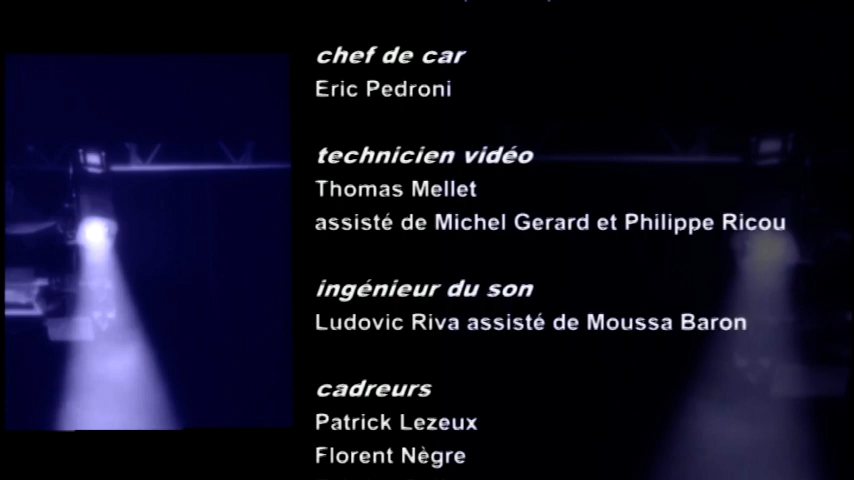 chef de car
Eric Pedroni
technicien vidéo
Thomas Mellet
assisté de Michel Gerard et Philippe Ricou
ingénieur du son
Ludovic Riva assisté de Moussa Baron
cadreurs
Patrick Lezeux
Florent Nègre